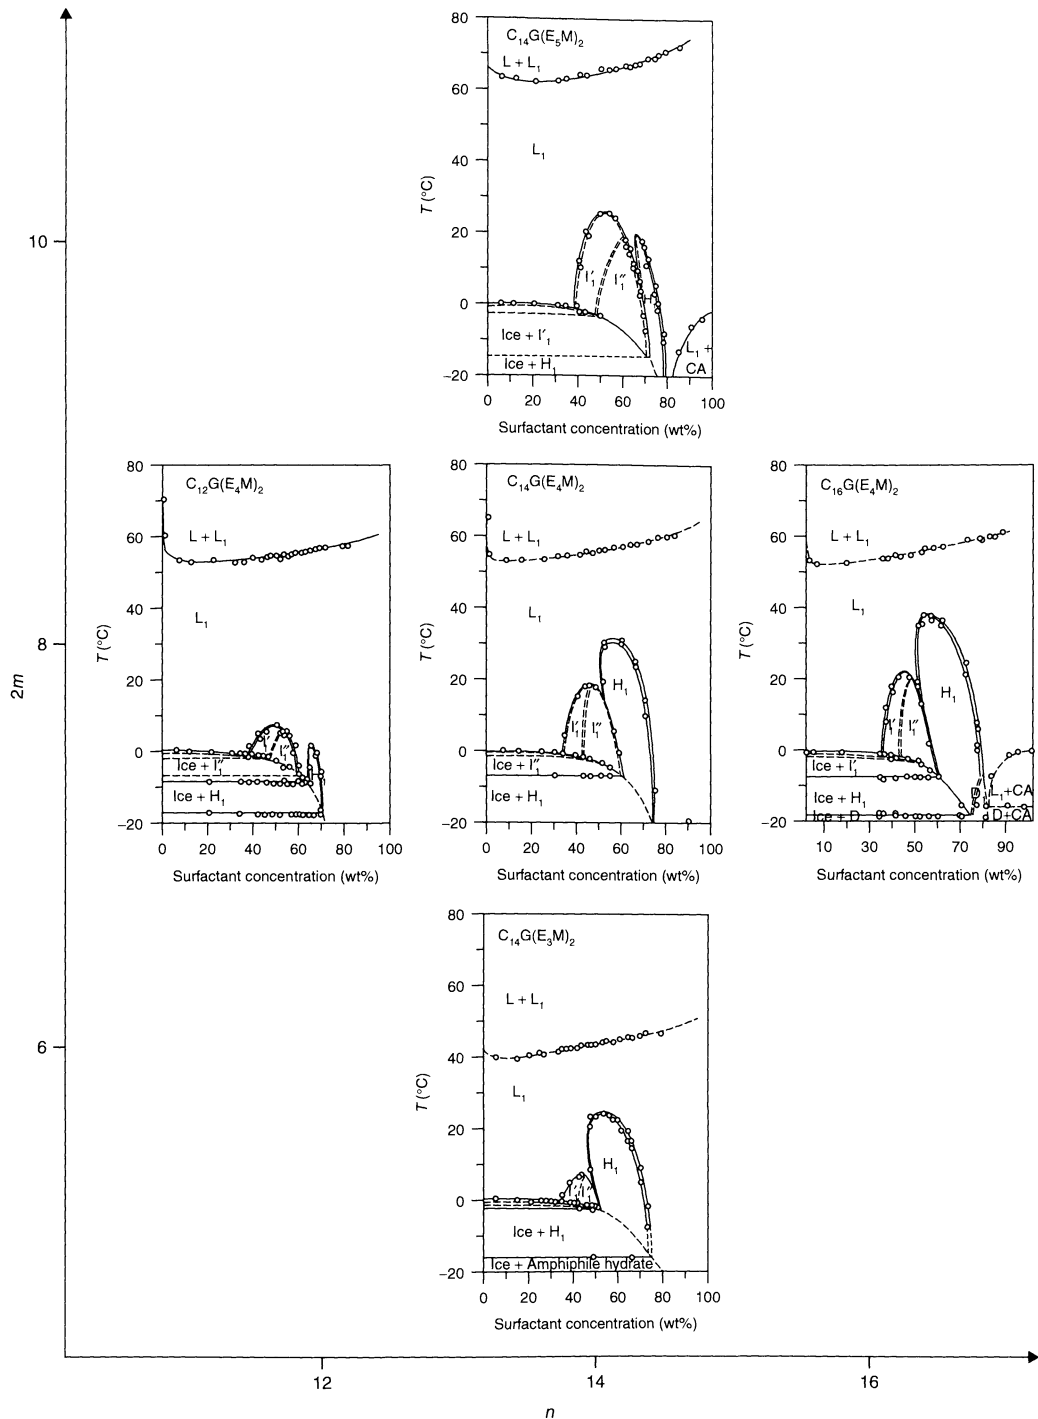 80
C₁₄G(E₅M)₂
L + L₁
60
L₁
40
T (°C)
20
I′₁
I″₁
H₁
0
Ice + I′₁
L₁ +
CA
Ice + H₁
−20
0 20 40 60 80 100
Surfactant concentration (wt%)
10
80
C₁₂G(E₄M)₂
L + L₁
60
L₁
40
T (°C)
20
I′
I″
0
Ice + I″₁
Ice + H₁
−20
0 20 40 60 80 100
Surfactant concentration (wt%)
80
C₁₄G(E₄M)₂
L + L₁
60
L₁
40
T (°C)
H₁
20
I′₁
I″₁
0
Ice + I″₁
Ice + H₁
−20
0 20 40 60 80 100
Surfactant concentration (wt%)
80
C₁₆G(E₄M)₂
L + L₁
60
L₁
40
T (°C)
H₁
20
I′
I″₁
0
Ice + I′₁
D
L₁+CA
Ice + H₁
Ice + D
D+CA
−20
10 30 50 70 90
Surfactant concentration (wt%)
8
2m
80
C₁₄G(E₃M)₂
L + L₁
60
40
L₁
T (°C)
20
H₁
I′
I″
0
Ice + H₁
Ice + Amphiphile hydrate
−20
0 20 40 60 80 100
Surfactant concentration (wt%)
6
12 14 16
n